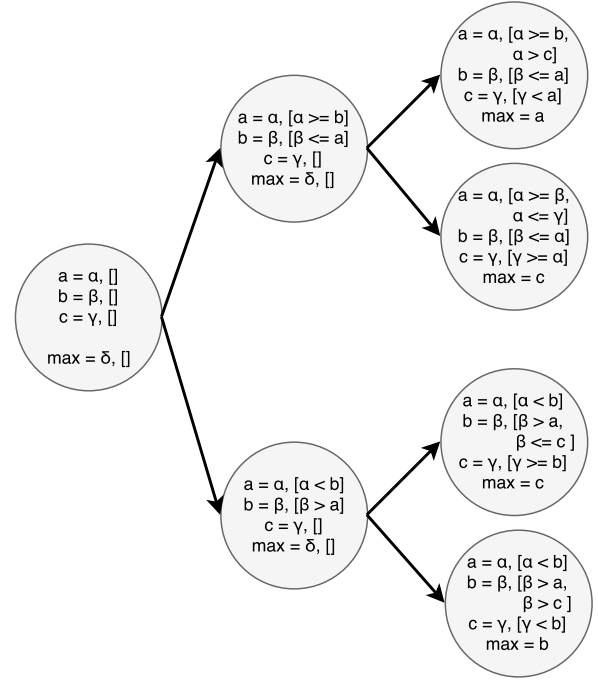 a = α, []
b = β, []
c = γ, []
max = δ, []
a = α, [α >= b]
b = β, [β <= a]
c = γ, []
max = δ, []
a = α, [α >= b,
α > c]
b = β, [β <= a]
c = γ, [γ < a]
max = a
a = α, [α >= β,
α <= γ]
b = β, [β <= α]
c = γ, [γ >= α]
max = c
a = α, [α < b]
b = β, [β > a]
c = γ, []
max = δ, []
a = α, [α < b]
b = β, [β > a,
β <= c ]
c = γ, [γ >= b]
max = c
a = α, [α < b]
b = β, [β > a,
β > c ]
c = γ, [γ < b]
max = b